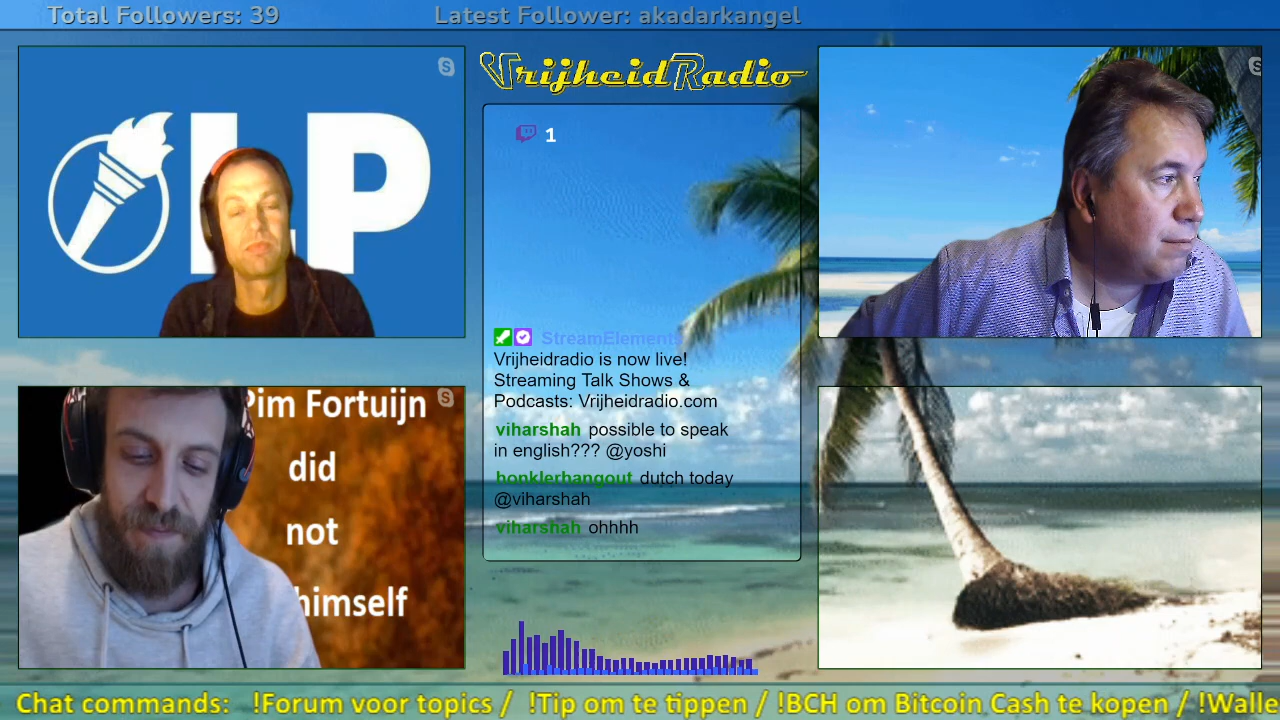 Total Followers: 39
Latest Follower: akadarkangel
LP
VrijheidRadio
1
StreamElements
Vrijheidradio is now live!
Streaming Talk Shows &
Podcasts: Vrijheidradio.com
viharshah possible to speak
in english??? @yoshi
honklerhangout dutch today
@viharshah
viharshah ohhhh
Pim Fortuijn
did
not
himself
Chat commands: !Forum voor topics / !Tip om te tippen / !BCH om Bitcoin Cash te kopen / !Walle